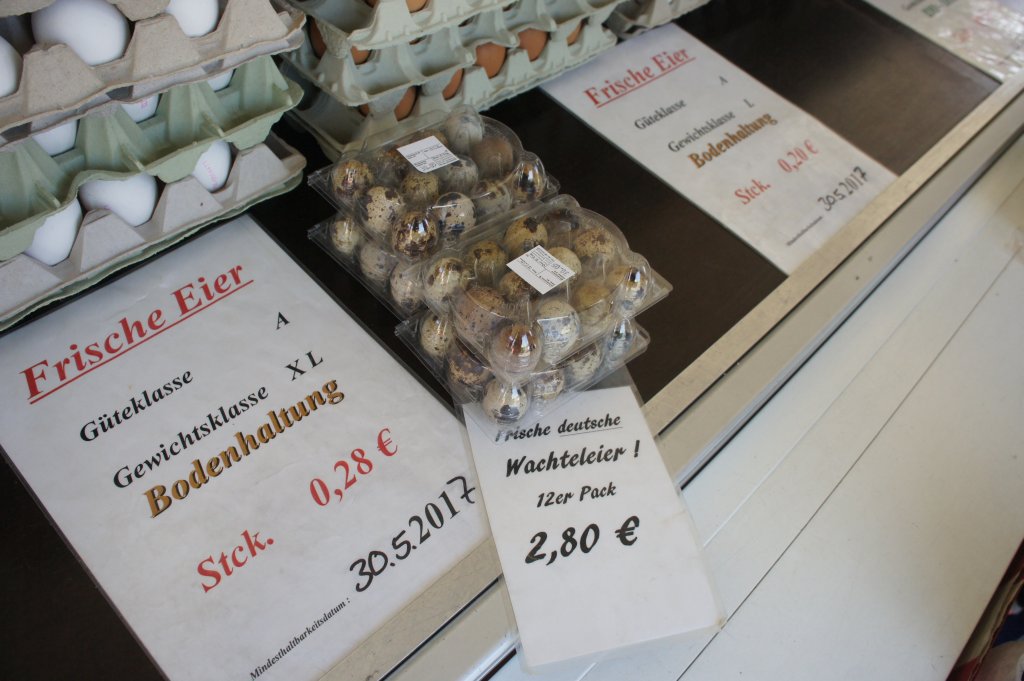 Frische Eier
Güteklasse A
Gewichtsklasse XL
Bodenhaltung
Stck. 0,28 €
Mindesthaltbarkeitsdatum : 30.5.2017
Frische deutsche
Wachteleier !
12er Pack
2,80 €
Frische Eier
Güteklasse A
Gewichtsklasse L
Bodenhaltung
Stck. 0,20 €
Mindesthaltbarkeitsdatum : 30.5.2017